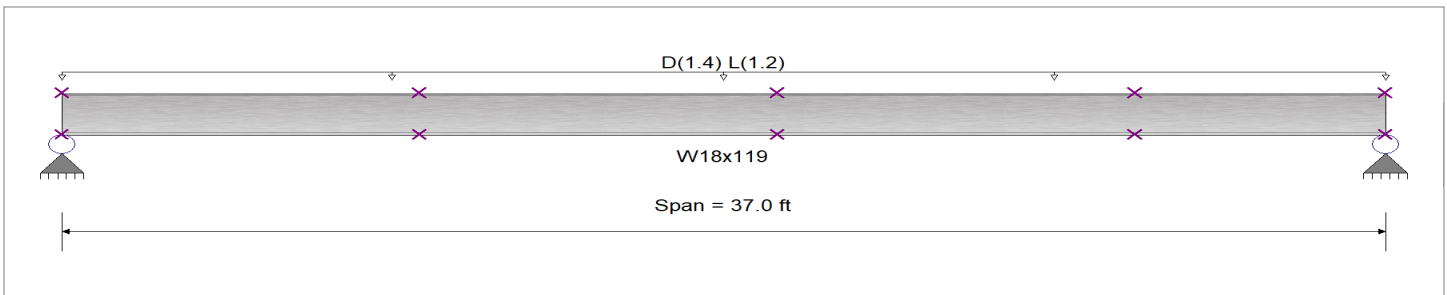 D(1.4) L(1.2)
W18x119
Span = 37.0 ft